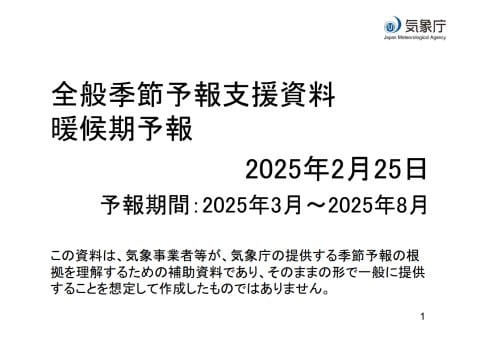 気象庁
Japan Meteorological Agency
全般季節予報支援資料
暖候期予報
2025年2月25日
予報期間：2025年3月～2025年8月
この資料は、気象事業者等が、気象庁の提供する季節予報の根
拠を理解するための補助資料であり、そのままの形で一般に提供
することを想定して作成したものではありません。
1